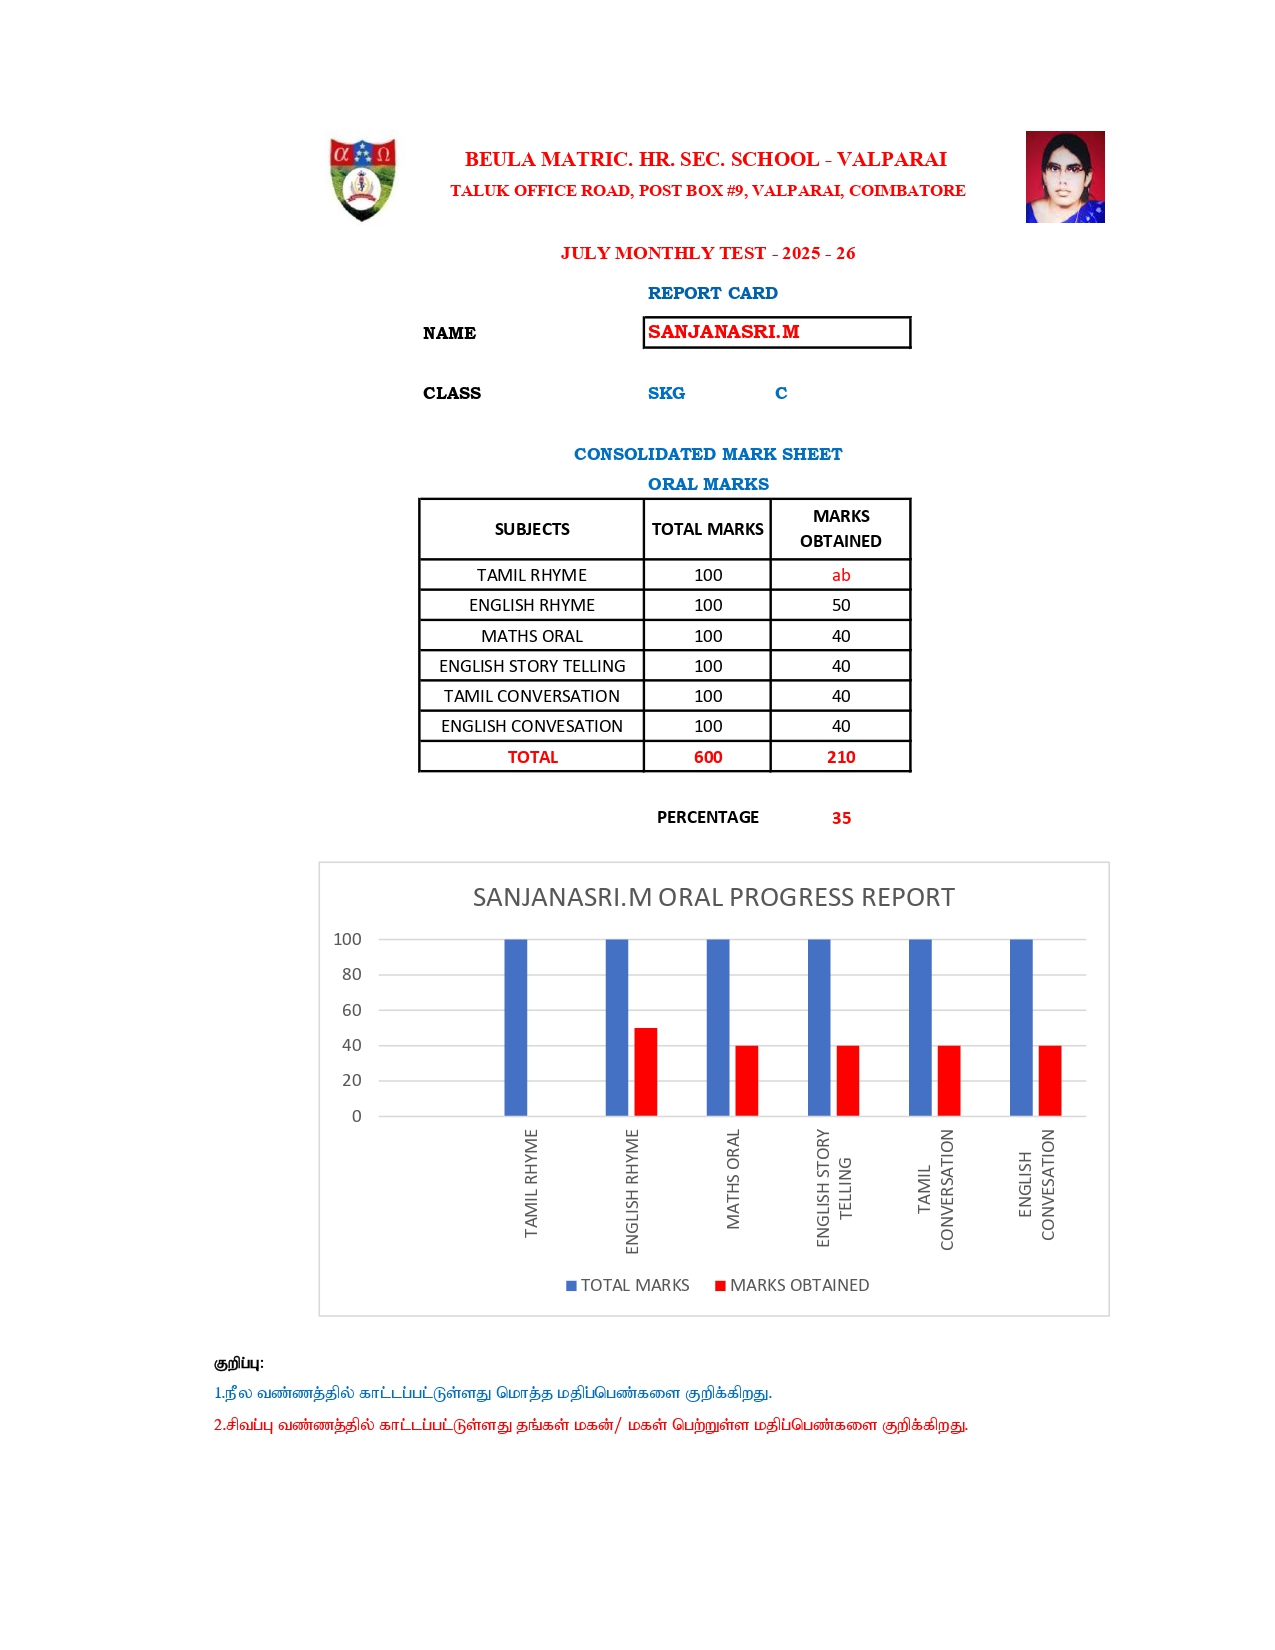 BEULA MATRIC. HR. SEC. SCHOOL - VALPARAI
TALUK OFFICE ROAD, POST BOX #9, VALPARAI, COIMBATORE
α Ω
JULY MONTHLY TEST - 2025 - 26
REPORT CARD
NAME SANJANASRI.M
CLASS SKG C
CONSOLIDATED MARK SHEET
ORAL MARKS
SUBJECTS TOTAL MARKS MARKS OBTAINED
TAMIL RHYME 100 ab
ENGLISH RHYME 100 50
MATHS ORAL 100 40
ENGLISH STORY TELLING 100 40
TAMIL CONVERSATION 100 40
ENGLISH CONVESATION 100 40
TOTAL 600 210
PERCENTAGE 35
SANJANASRI.M ORAL PROGRESS REPORT
100
80
60
40
20
0
TAMIL RHYME
ENGLISH RHYME
MATHS ORAL
ENGLISH STORY
TELLING
TAMIL
CONVERSATION
ENGLISH
CONVESATION
TOTAL MARKS MARKS OBTAINED
குறிப்பு:
1.நீல வண்ணத்தில் காட்டப்பட்டுள்ளது மொத்த மதிப்பெண்களை குறிக்கிறது.
2.சிவப்பு வண்ணத்தில் காட்டப்பட்டுள்ளது தங்கள் மகன்/ மகள் பெற்றுள்ள மதிப்பெண்களை குறிக்கிறது.